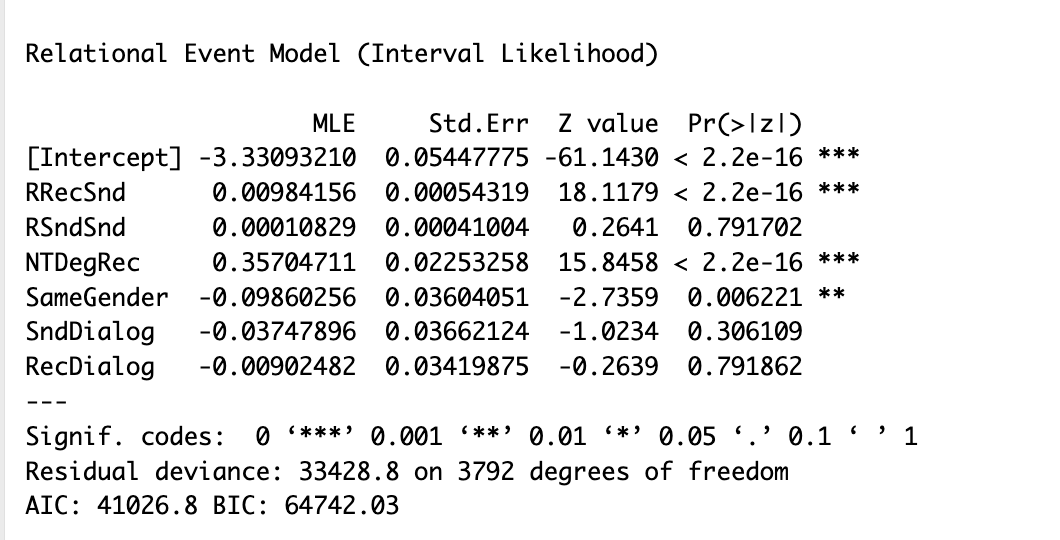 Relational Event Model (Interval Likelihood)
MLE Std.Err Z value Pr(>|z|)
[Intercept] -3.33093210 0.05447775 -61.1430 < 2.2e-16 ***
RRecSnd 0.00984156 0.00054319 18.1179 < 2.2e-16 ***
RSndSnd 0.00010829 0.00041004 0.2641 0.791702
NTDegRec 0.35704711 0.02253258 15.8458 < 2.2e-16 ***
SameGender -0.09860256 0.03604051 -2.7359 0.006221 **
SndDialog -0.03747896 0.03662124 -1.0234 0.306109
RecDialog -0.00902482 0.03419875 -0.2639 0.791862
---
Signif. codes: 0 ‘***’ 0.001 ‘**’ 0.01 ‘*’ 0.05 ‘.’ 0.1 ‘ ’ 1
Residual deviance: 33428.8 on 3792 degrees of freedom
AIC: 41026.8 BIC: 64742.03